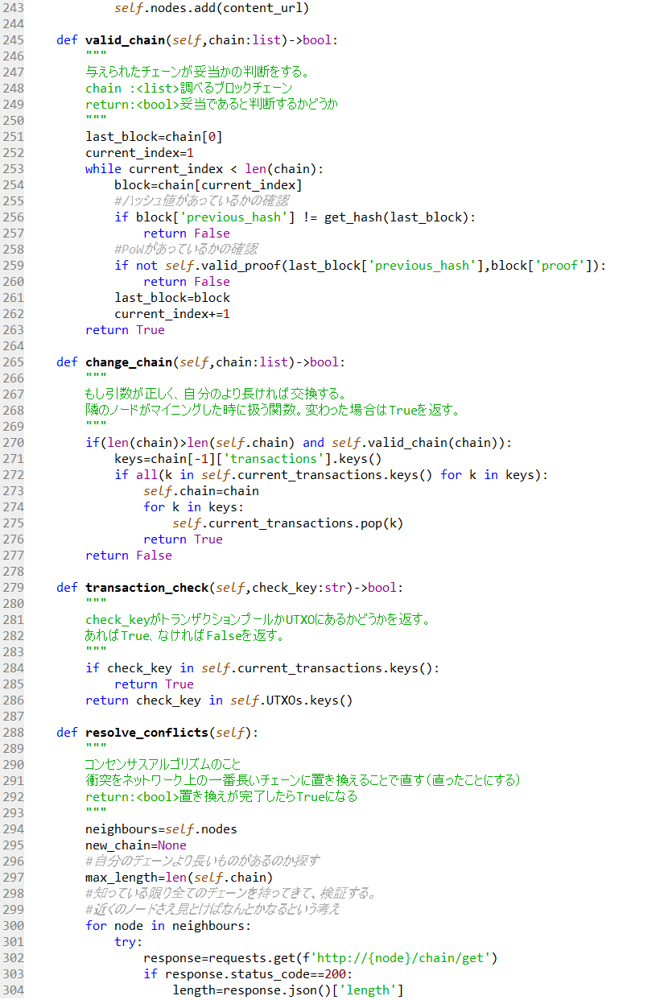 243             self.nodes.add(content_url)
244
245     def valid_chain(self,chain:list)->bool:
246         """
247         与えられたチェーンが妥当かの判断をする。
248         chain :<list>調べるブロックチェーン
249         return:<bool>妥当であると判断するかどうか
250         """
251         last_block=chain[0]
252         current_index=1
253         while current_index < len(chain):
254             block=chain[current_index]
255             #ハッシュ値があっているかの確認
256             if block['previous_hash'] != get_hash(last_block):
257                 return False
258             #PoWがあっているかの確認
259             if not self.valid_proof(last_block['previous_hash'],block['proof']):
260                 return False
261             last_block=block
262             current_index+=1
263         return True
264
265     def change_chain(self,chain:list)->bool:
266         """
267         もし引数が正しく、自分のより長ければ交換する。
268         隣のノードがマイニングした時に扱う関数。変わった場合はTrueを返す。
269         """
270         if(len(chain)>len(self.chain) and self.valid_chain(chain)):
271             keys=chain[-1]['transactions'].keys()
272             if all(k in self.current_transactions.keys() for k in keys):
273                 self.chain=chain
274                 for k in keys:
275                     self.current_transactions.pop(k)
276                 return True
277         return False
278
279     def transaction_check(self,check_key:str)->bool:
280         """
281         check_keyがトランザクションプールかUTXOにあるかどうかを返す。
282         あればTrue、なければFalseを返す。
283         """
284         if check_key in self.current_transactions.keys():
285             return True
286         return check_key in self.UTXOs.keys()
287
288     def resolve_conflicts(self):
289         """
290         コンセンサスアルゴリズムのこと
291         衝突をネットワーク上の一番長いチェーンに置き換えることで直す（直ったことにする）
292         return:<bool>置き換えが完了したらTrueになる
293         """
294         neighbours=self.nodes
295         new_chain=None
296         #自分のチェーンより長いものがあるのか探す
297         max_length=len(self.chain)
298         #知っている限り全てのチェーンを持ってきて、検証する。
299         #近くのノードさえ見とけばなんとかなるという考え
300         for node in neighbours:
301             try:
302                 response=requests.get(f'http://{node}/chain/get')
303                 if response.status_code==200:
304                     length=response.json()['length']